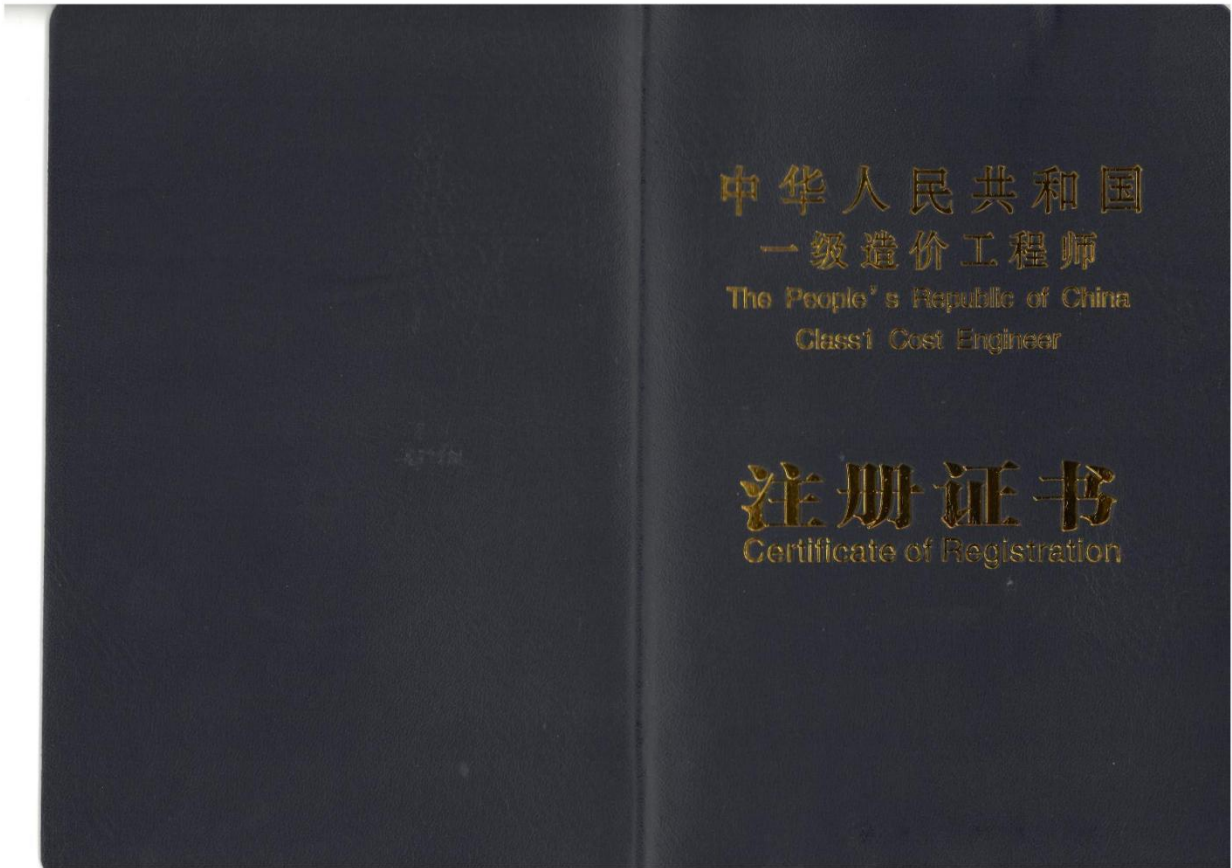 中华人民共和国
一级造价工程师
The People's Republic of China
Class1 Cost Engineer
注册证书
Certificate of Registration